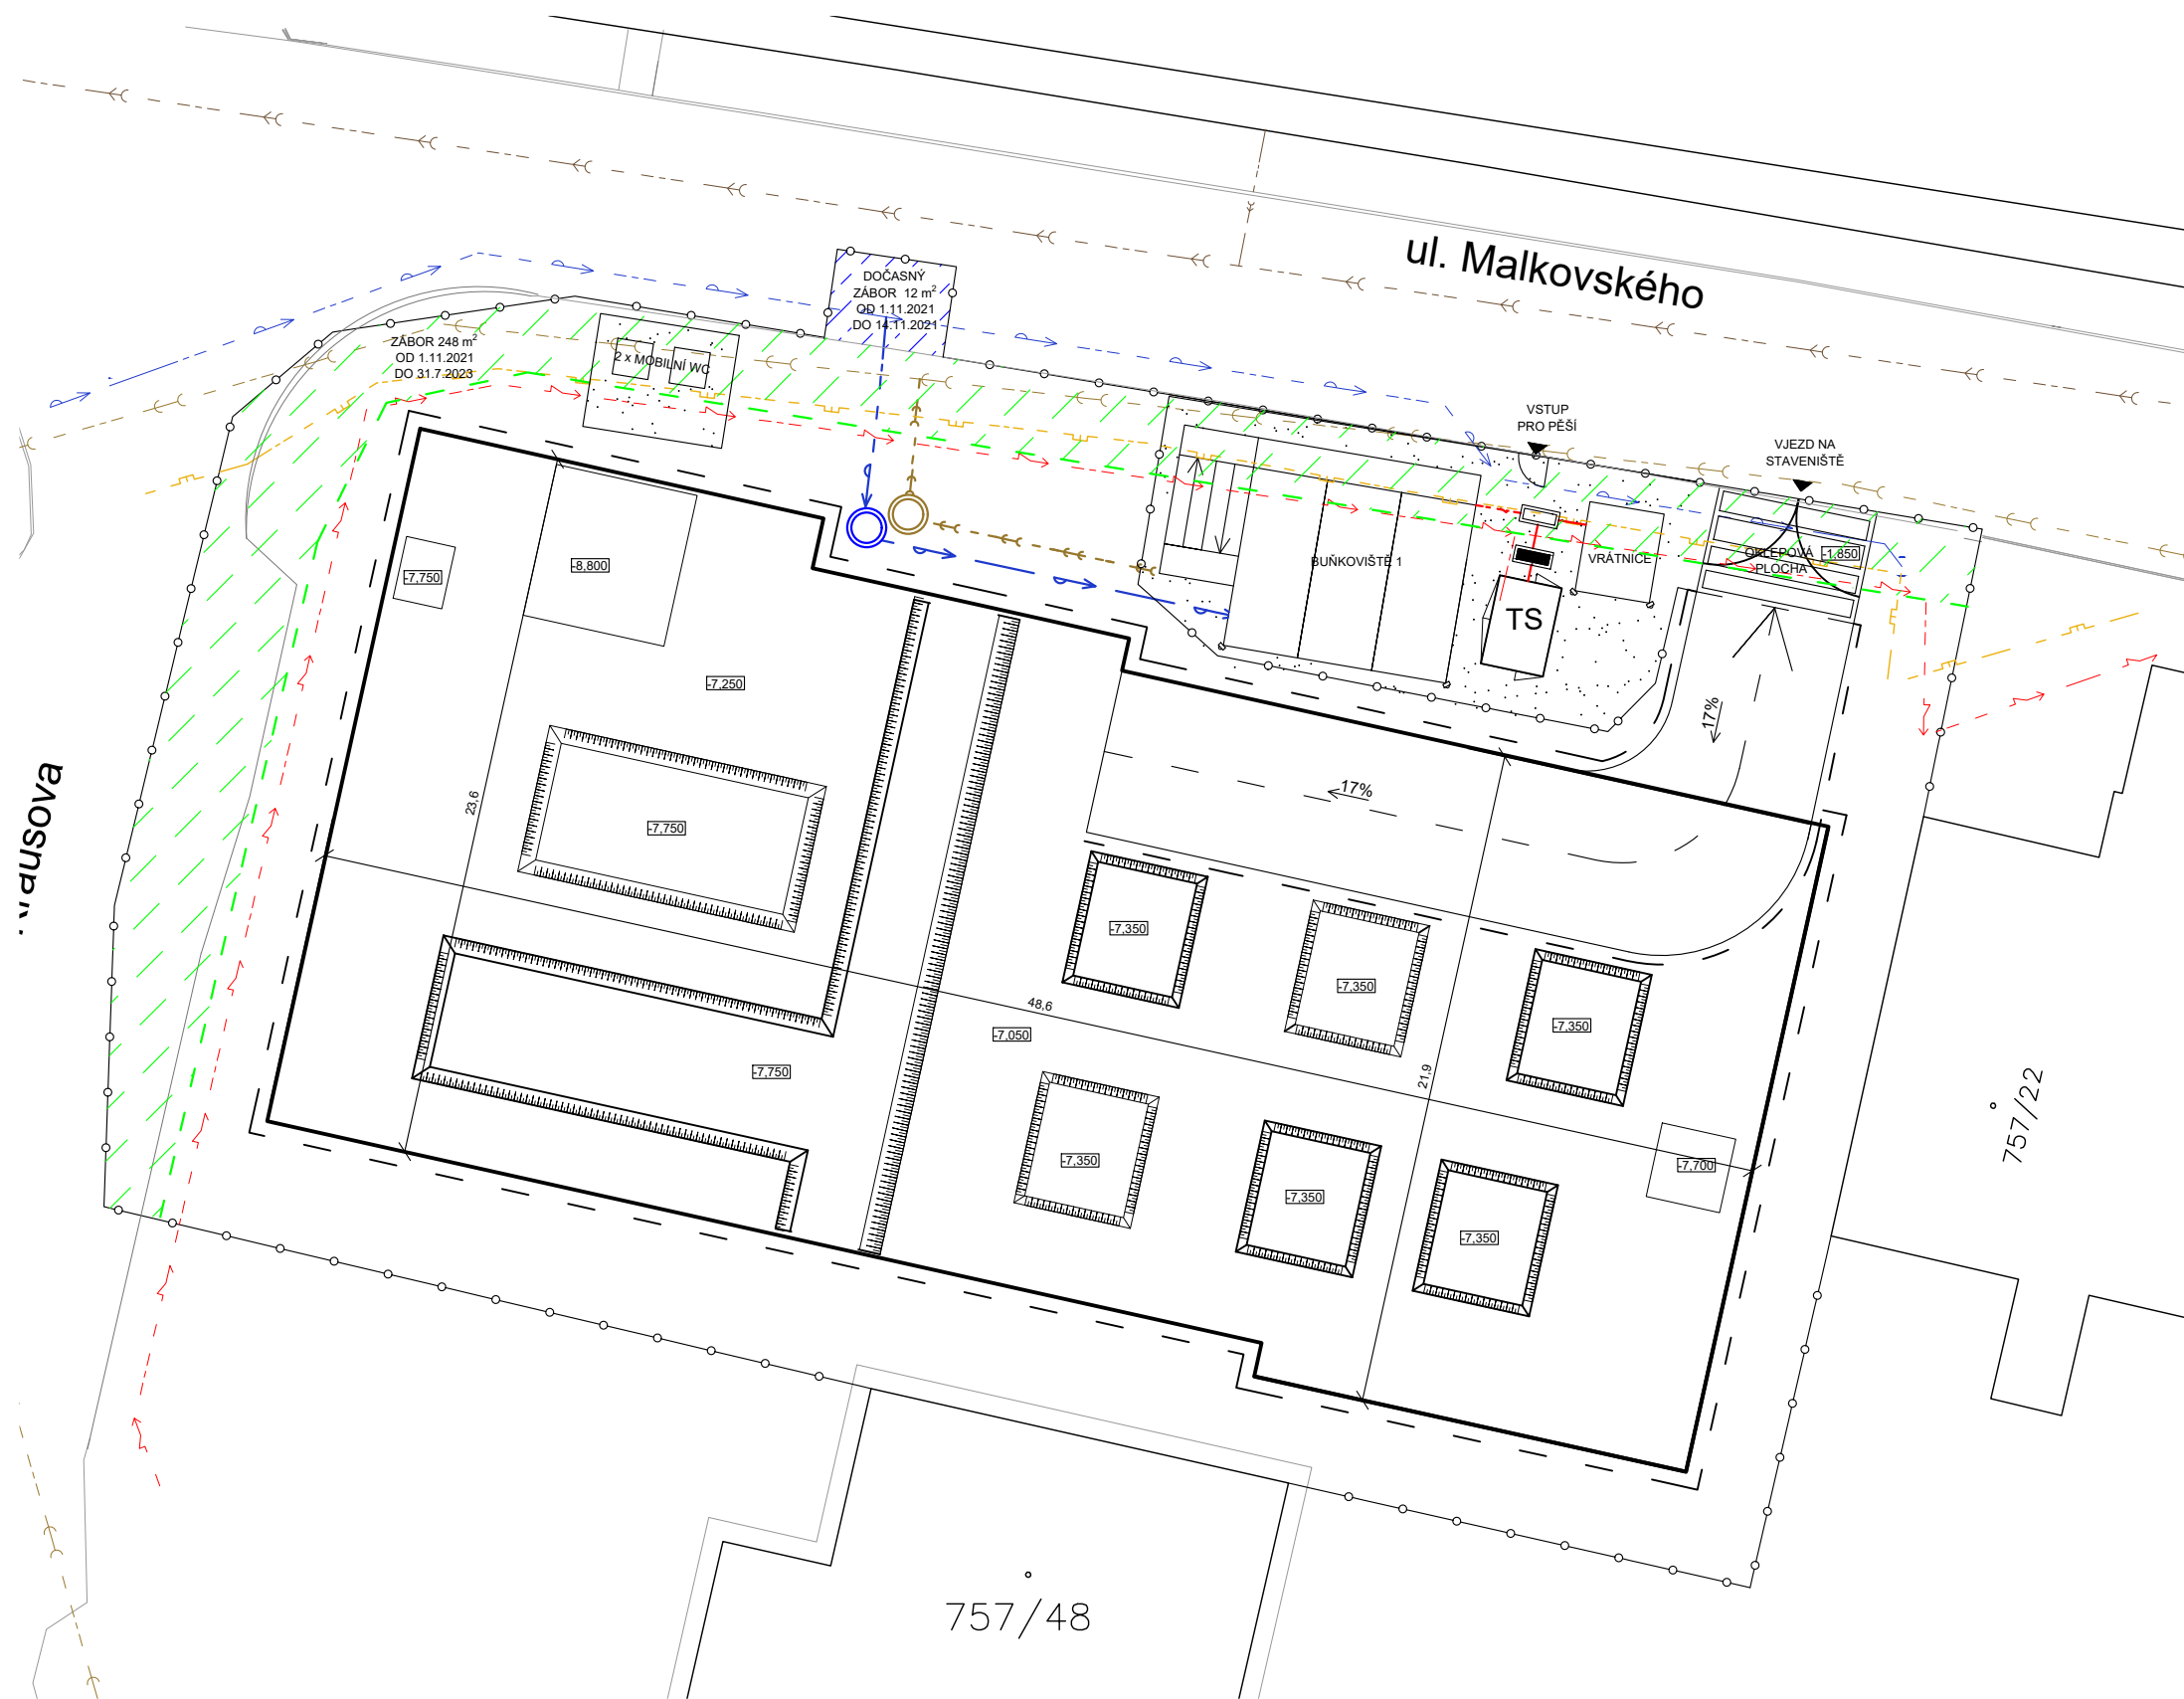 ul. Malkovského
DOČASNÝ
ZÁBOR 12 m²
OD 1.11.2021
DO 14.11.2021
ZÁBOR 248 m²
OD 1.11.2021
DO 31.7.2023
2 x MOBILNÍ WC
VSTUP
PRO PĚŠÍ
VJEZD NA
STAVENIŠTĚ
BUŇKOVIŠTĚ 1
VRÁTNICE
OKLEPOVÁ
PLOCHA
-1,850
TS
-7,750
-8,800
-7,250
17%
17%
23,6
-7,750
-7,350
-7,350
-7,350
48,6
-7,050
-7,750
21,9
-7,350
-7,350
-7,350
-7,700
Krausova
757/22
757/48